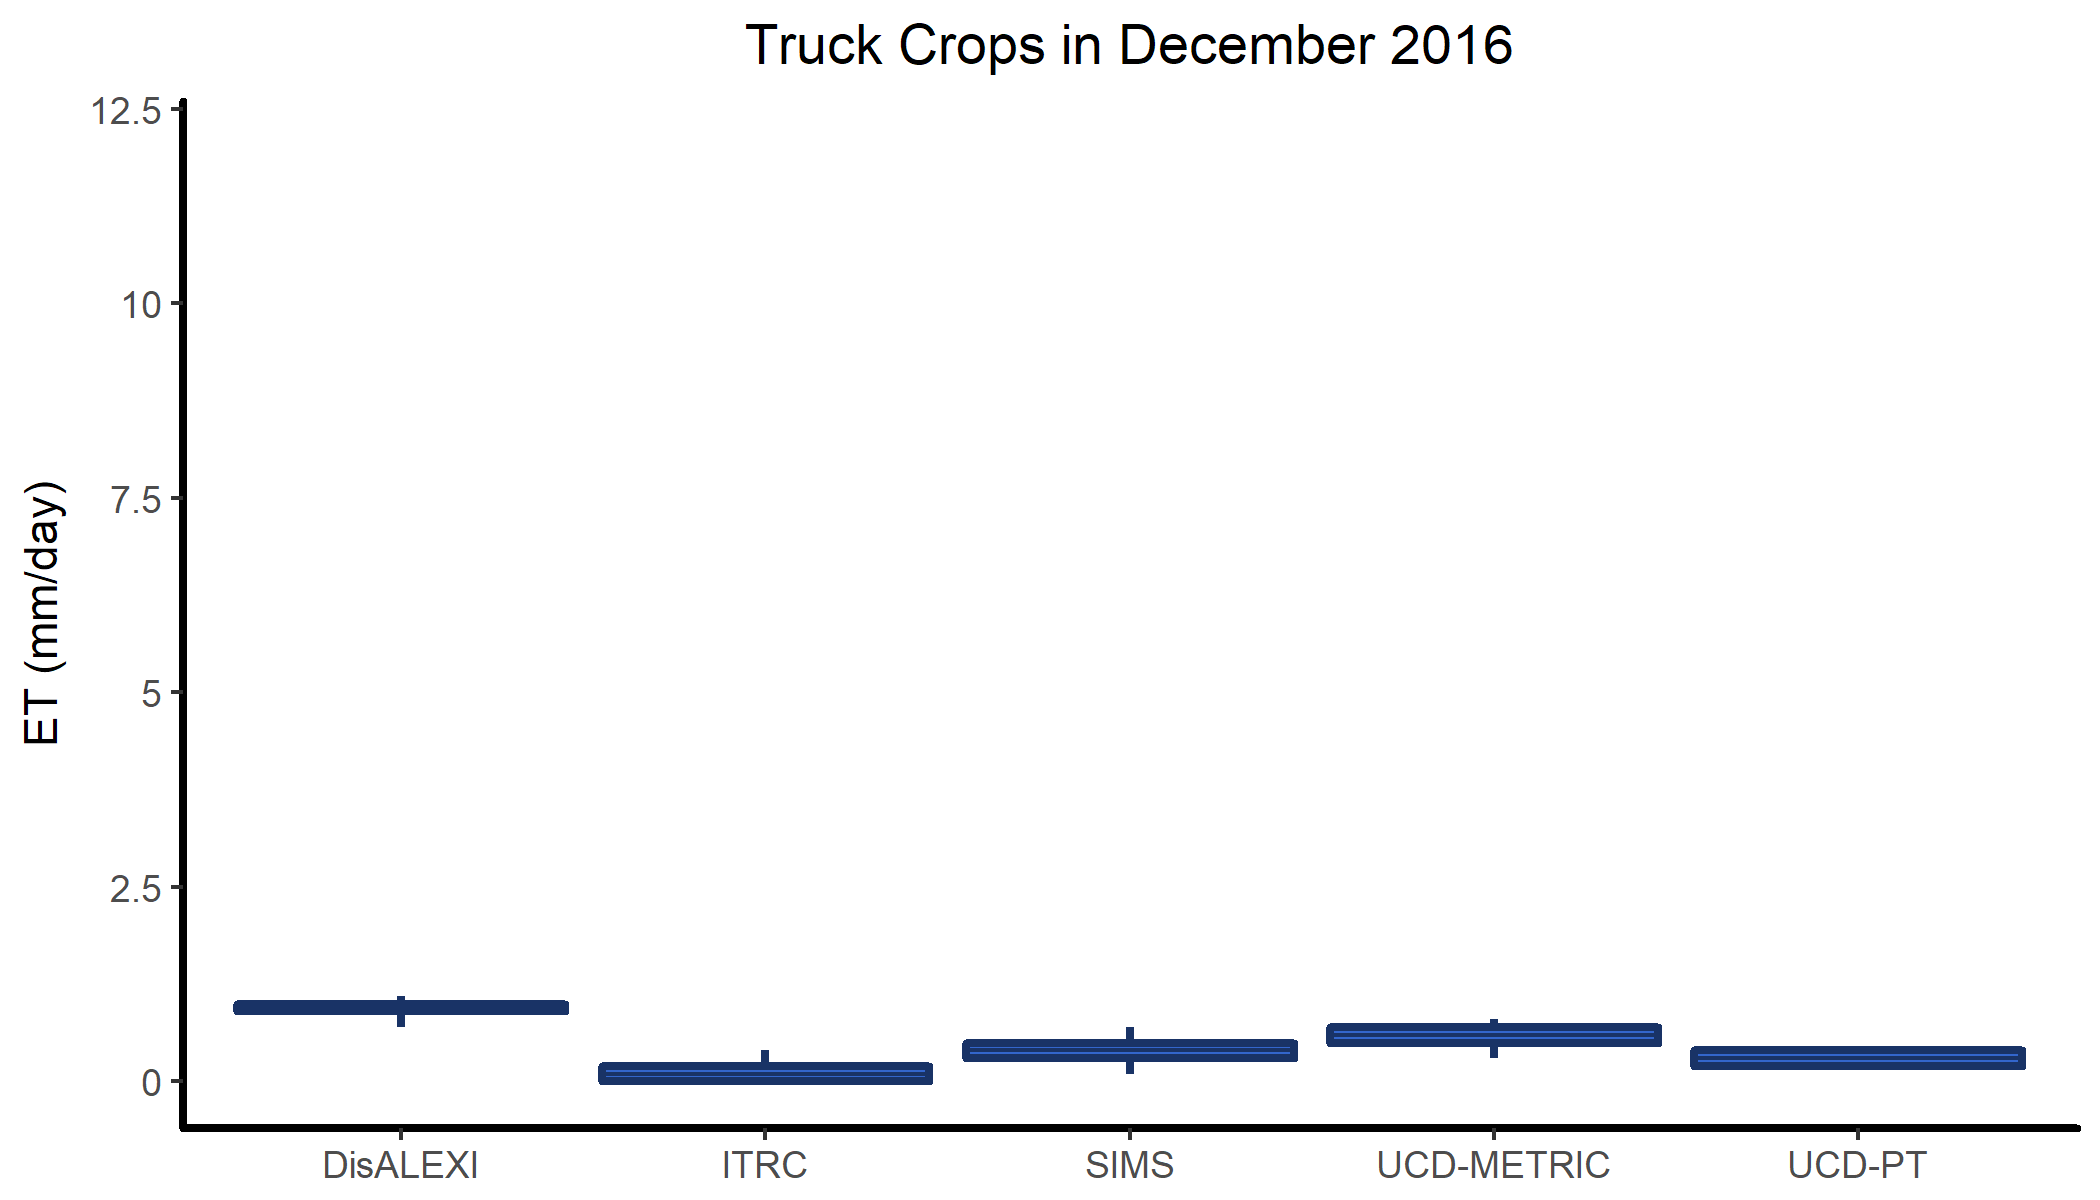 Truck Crops in December 2016
ET (mm/day)
12.5
10
7.5
5
2.5
0
DisALEXI ITRC SIMS UCD-METRIC UCD-PT